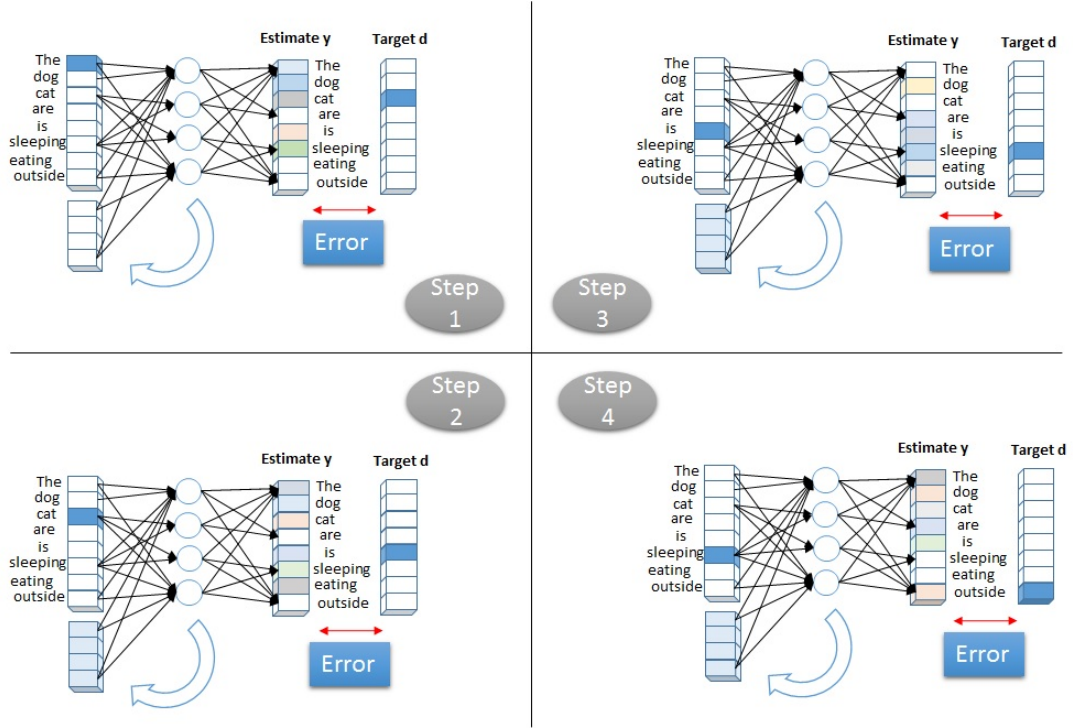 Estimate y
Target d
The
dog
cat
are
is
sleeping
eating
outside
The
dog
cat
are
is
sleeping
eating
outside
Error
Step
1
Estimate y
Target d
The
dog
cat
are
is
sleeping
eating
outside
The
dog
cat
are
is
sleeping
eating
outside
Error
Step
3
Step
2
Estimate y
Target d
The
dog
cat
are
is
sleeping
eating
outside
The
dog
cat
are
is
sleeping
eating
outside
Error
Step
4
Estimate y
Target d
The
dog
cat
are
is
sleeping
eating
outside
The
dog
cat
are
is
sleeping
eating
outside
Error